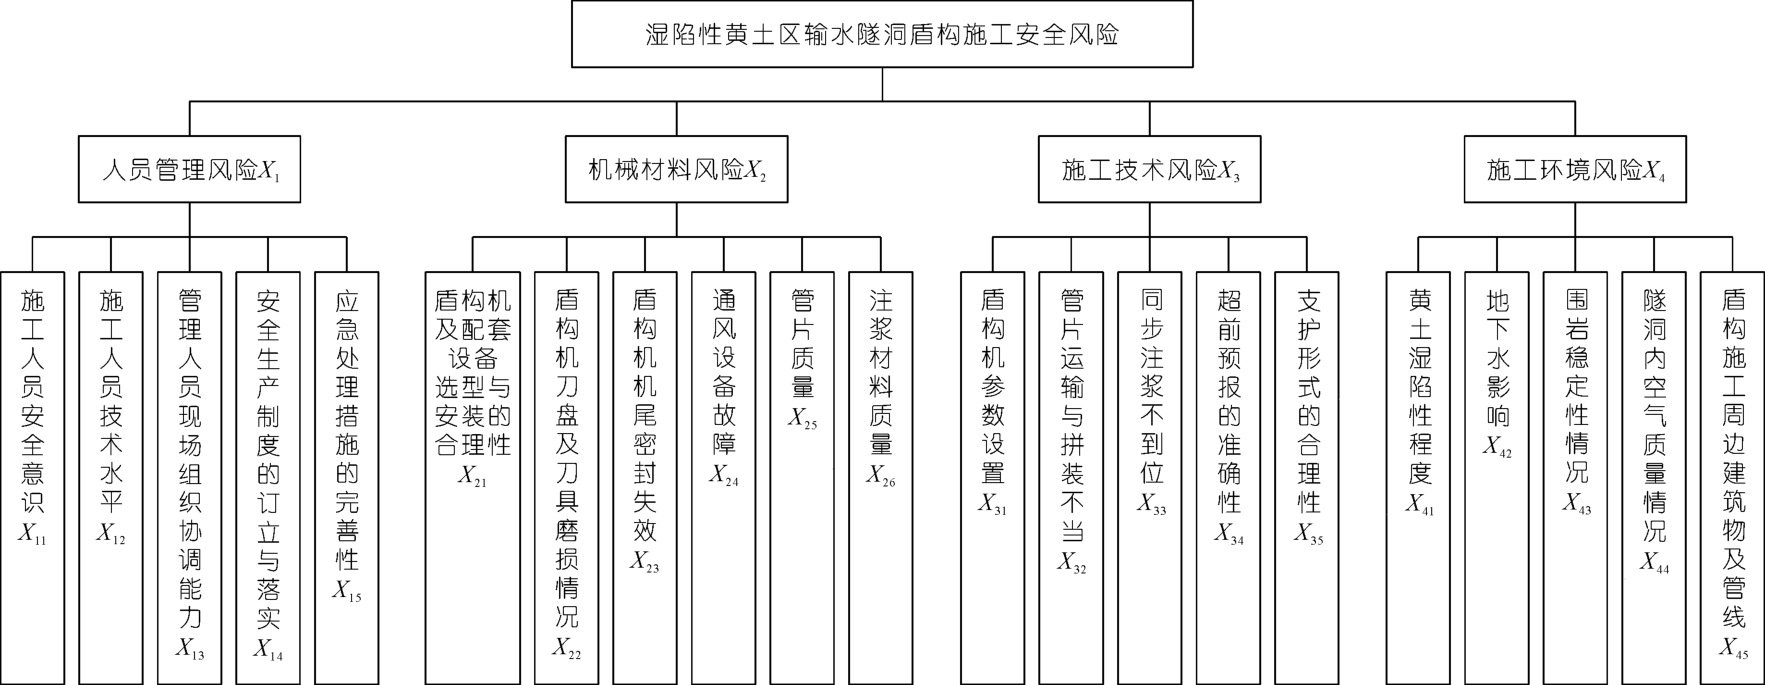 湿陷性黄土区输水隧洞盾构施工安全风险
人员管理风险X1
机械材料风险X2
施工技术风险X3
施工环境风险X4
施工人员安全意识X11
施工人员技术水平X12
管理人员现场组织协调能力X13
安全生产制度的订立与落实X14
应急处理措施的完善性X15
盾构机
及配套
设备
选型与
安装的
合理性
X21
盾构机刀盘及刀具磨损情况X22
盾构机机尾密封失效X23
通风设备故障X24
管片质量X25
注浆材料质量X26
盾构机参数设置X31
管片运输与拼装不当X32
同步注浆不到位X33
超前预报的准确性X34
支护形式的合理性X35
黄土湿陷性程度X41
地下水影响X42
围岩稳定性情况X43
隧洞内空气质量情况X44
盾构施工周边建筑物及管线X45